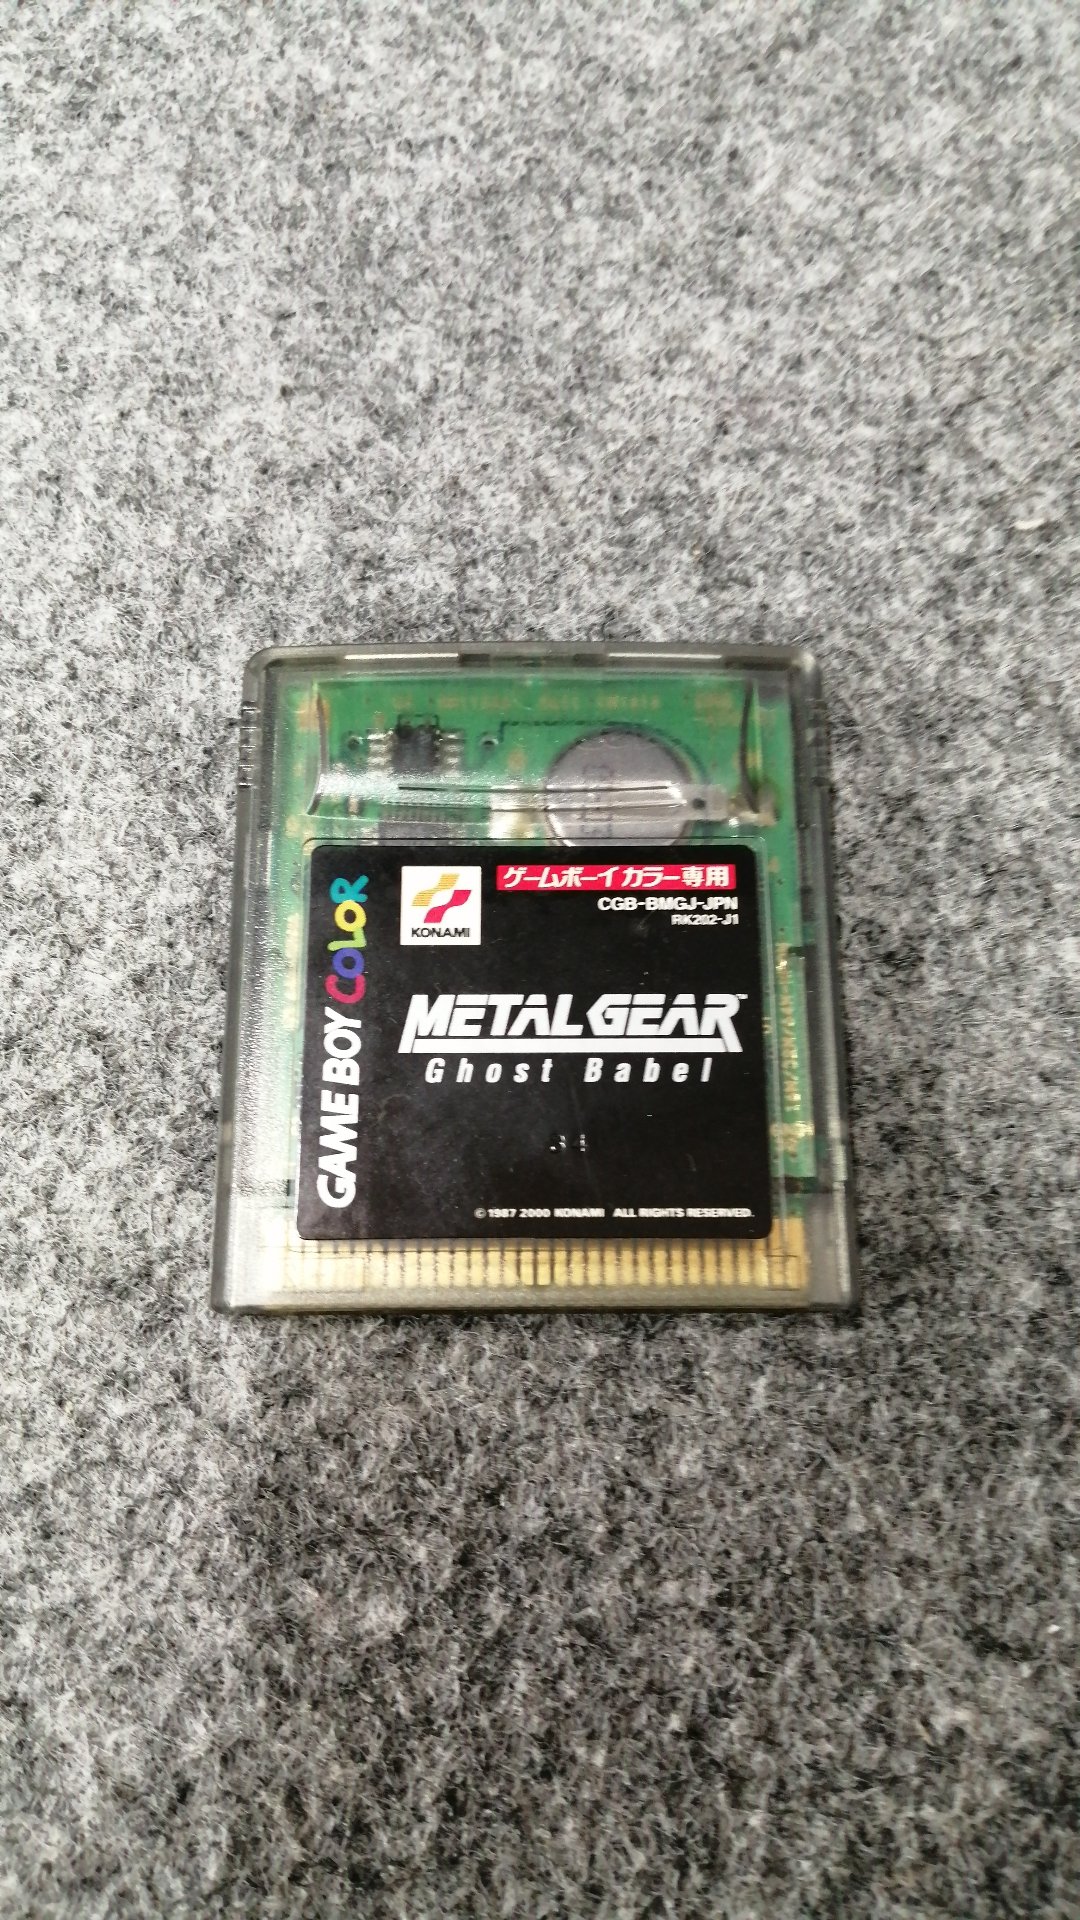 KONAMI
ゲームボーイカラー専用
CGB-BMGJ-JPN
RK202-J1
GAME BOY COLOR
METAL GEAR
Ghost Babel
34
©1987 2000 KONAMI ALL RIGHTS RESERVED.